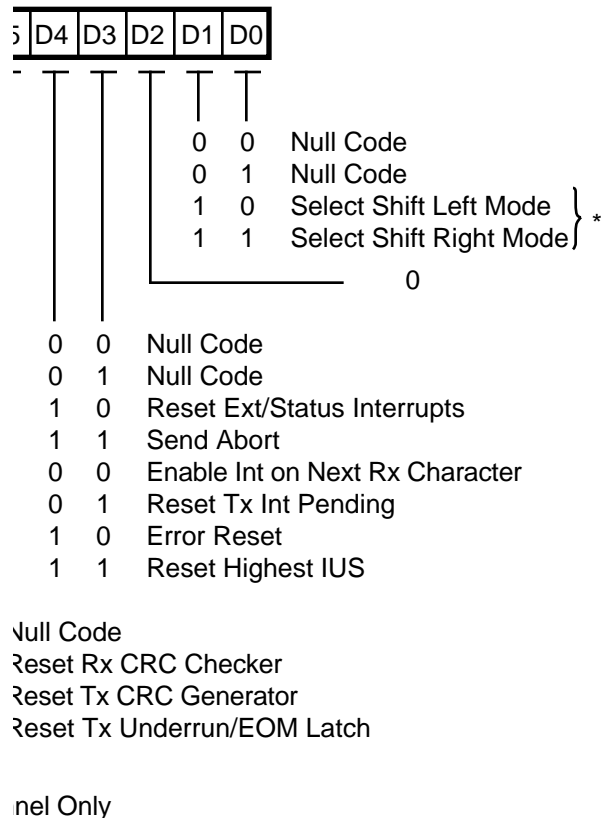 D4 D3 D2 D1 D0
0 0 Null Code
0 1 Null Code
1 0 Select Shift Left Mode
1 1 Select Shift Right Mode } *
0
0 0 Null Code
0 1 Null Code
1 0 Reset Ext/Status Interrupts
1 1 Send Abort
0 0 Enable Int on Next Rx Character
0 1 Reset Tx Int Pending
1 0 Error Reset
1 1 Reset Highest IUS
Null Code
Reset Rx CRC Checker
Reset Tx CRC Generator
Reset Tx Underrun/EOM Latch
Only